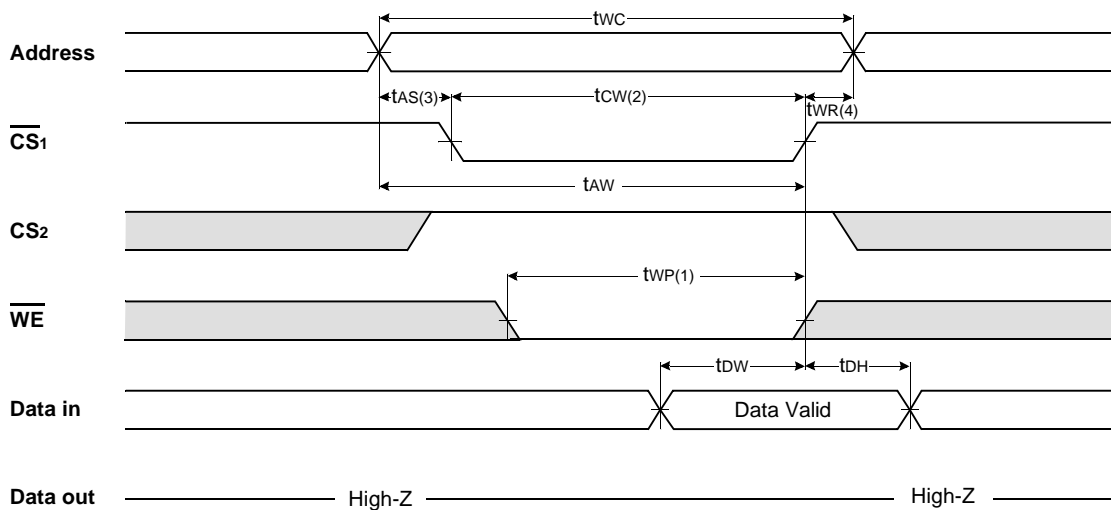 tWC
Address
tAS(3)
tCW(2)
tWR(4)
CS1
tAW
CS2
tWP(1)
WE
tDW
tDH
Data in
Data Valid
Data out
High-Z
High-Z